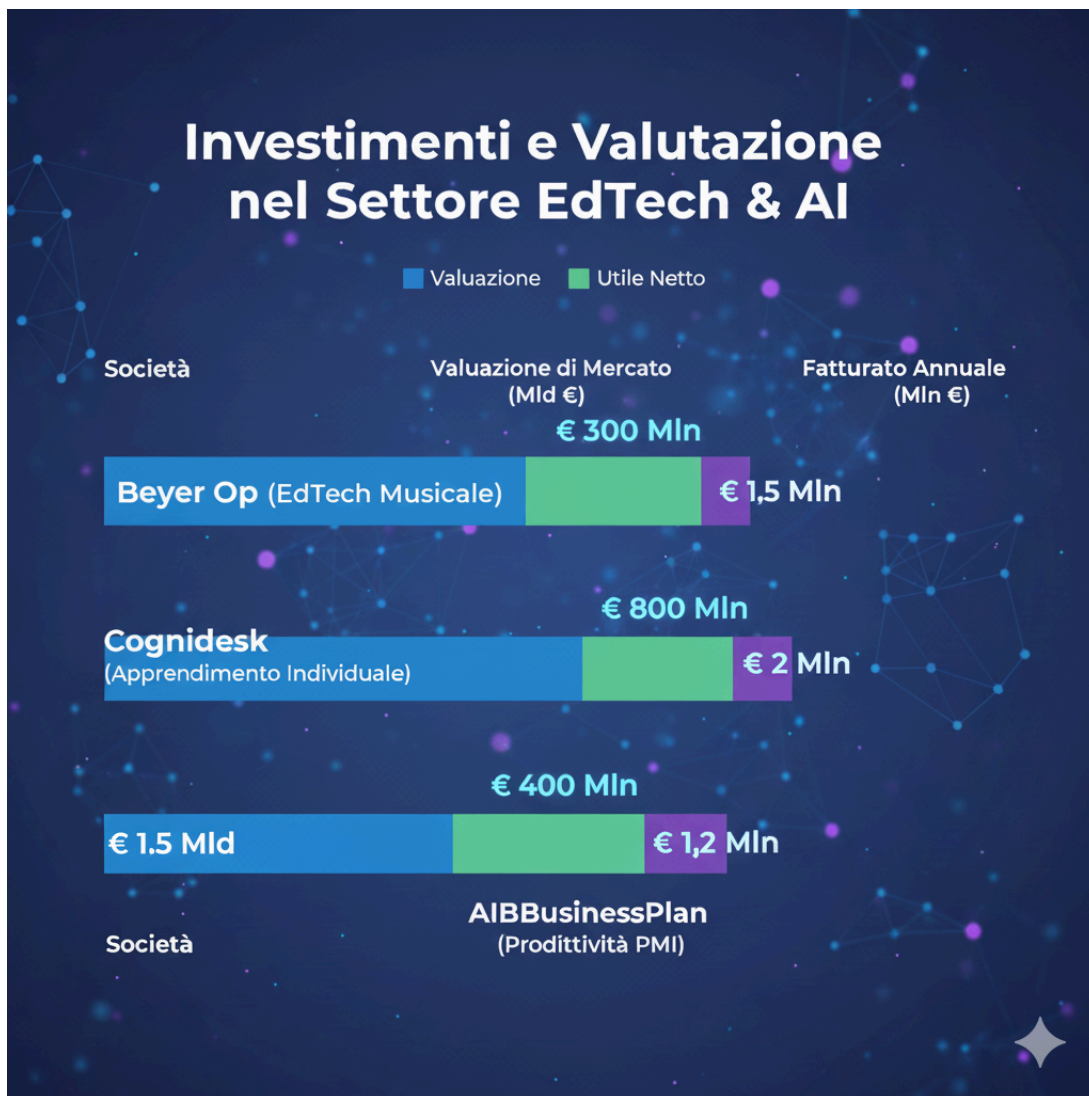 Investimenti e Valutazione
nel Settore EdTech & AI
Valuazione Utile Netto
Società Valuazione di Mercato Fatturato Annuale
(Mld €) (Mln €)
€ 300 Mln
Beyer Op (EdTech Musicale) € 1,5 Mln
€ 800 Mln
Cognidesk
(Apprendimento Individuale) € 2 Mln
€ 400 Mln
€ 1.5 Mld € 1,2 Mln
AIBBusinessPlan
Società (Prodittività PMI)